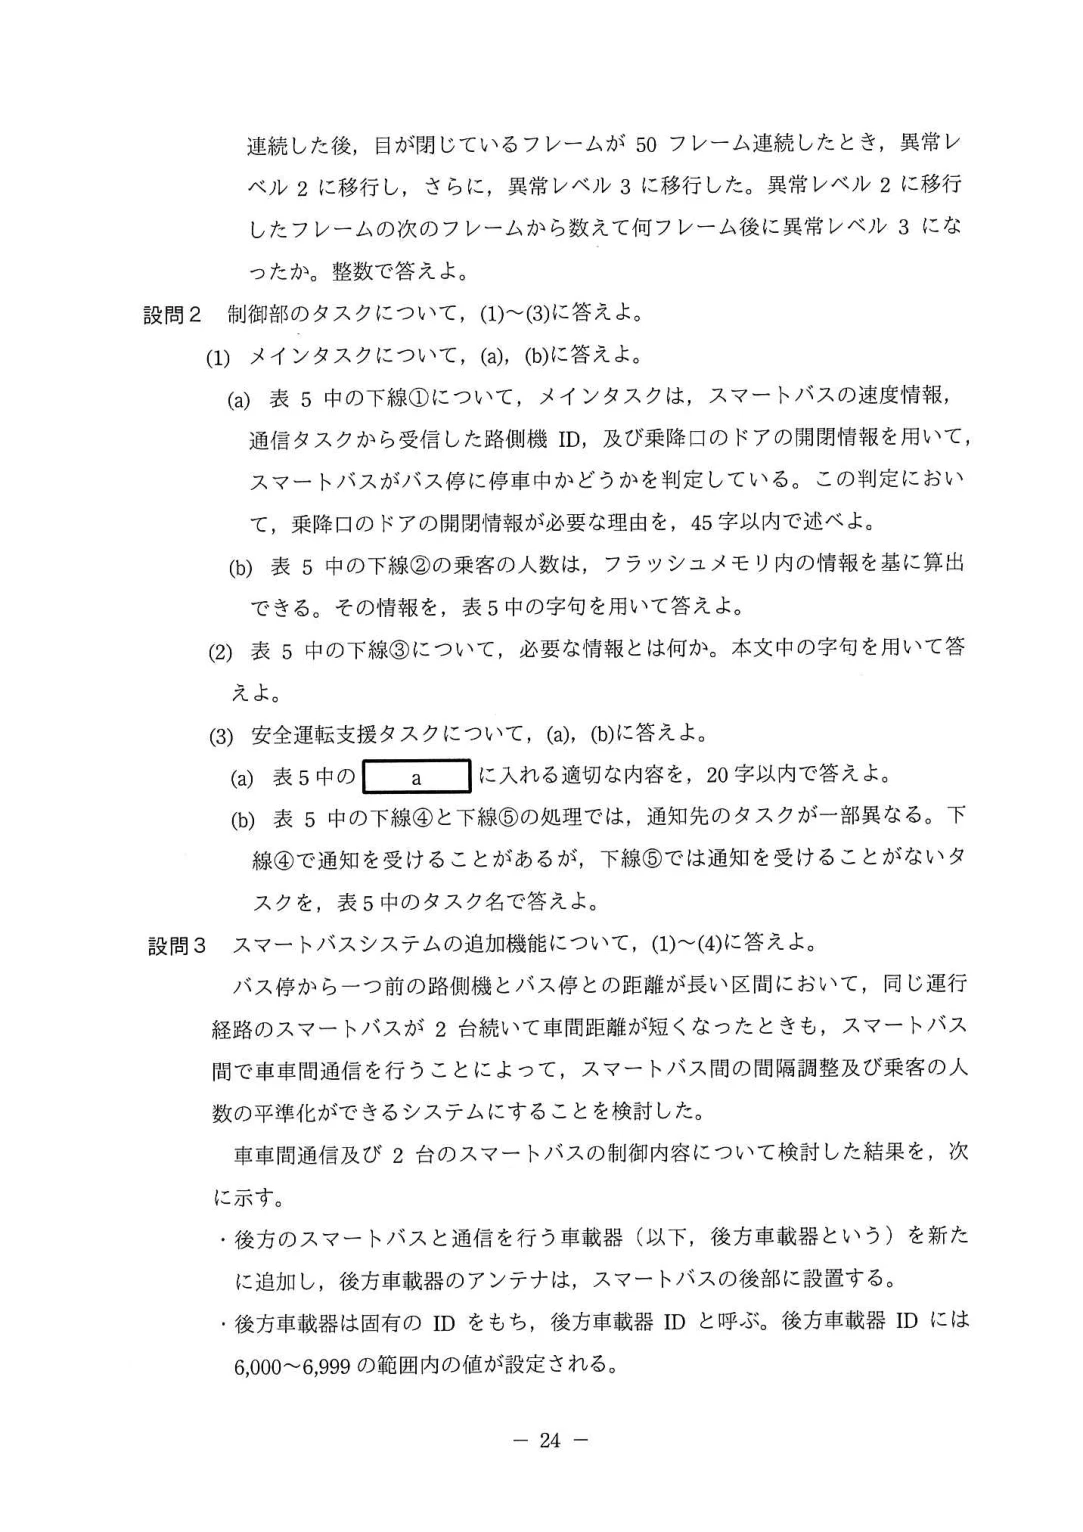 連続した後，目が閉じているフレームが 50 フレーム連続したとき，異常レ
ベル 2 に移行し，さらに，異常レベル 3 に移行した。異常レベル 2 に移行
したフレームの次のフレームから数えて何フレーム後に異常レベル 3 にな
ったか。整数で答えよ。
設問2 制御部のタスクについて，(1)～(3)に答えよ。
(1) メインタスクについて，(a)，(b)に答えよ。
(a) 表 5 中の下線①について，メインタスクは，スマートバスの速度情報，
通信タスクから受信した路側機 ID，及び乗降口のドアの開閉情報を用いて，
スマートバスがバス停に停車中かどうかを判定している。この判定におい
て，乗降口のドアの開閉情報が必要な理由を，45 字以内で述べよ。
(b) 表 5 中の下線②の乗客の人数は，フラッシュメモリ内の情報を基に算出
できる。その情報を，表5中の字句を用いて答えよ。
(2) 表 5 中の下線③について，必要な情報とは何か。本文中の字句を用いて答
えよ。
(3) 安全運転支援タスクについて，(a)，(b)に答えよ。
(a) 表5中の a に入れる適切な内容を，20 字以内で答えよ。
(b) 表 5 中の下線④と下線⑤の処理では，通知先のタスクが一部異なる。下
線④で通知を受けることがあるが，下線⑤では通知を受けることがないタ
スクを，表5中のタスク名で答えよ。
設問3 スマートバスシステムの追加機能について，(1)～(4)に答えよ。
バス停から一つ前の路側機とバス停との距離が長い区間において，同じ運行
経路のスマートバスが 2 台続いて車間距離が短くなったときも，スマートバス
間で車車間通信を行うことによって，スマートバス間の間隔調整及び乗客の人
数の平準化ができるシステムにすることを検討した。
車車間通信及び 2 台のスマートバスの制御内容について検討した結果を，次
に示す。
・後方のスマートバスと通信を行う車載器（以下，後方車載器という）を新た
に追加し，後方車載器のアンテナは，スマートバスの後部に設置する。
・後方車載器は固有の ID をもち，後方車載器 ID と呼ぶ。後方車載器 ID には
6,000～6,999 の範囲内の値が設定される。
－ 24 －